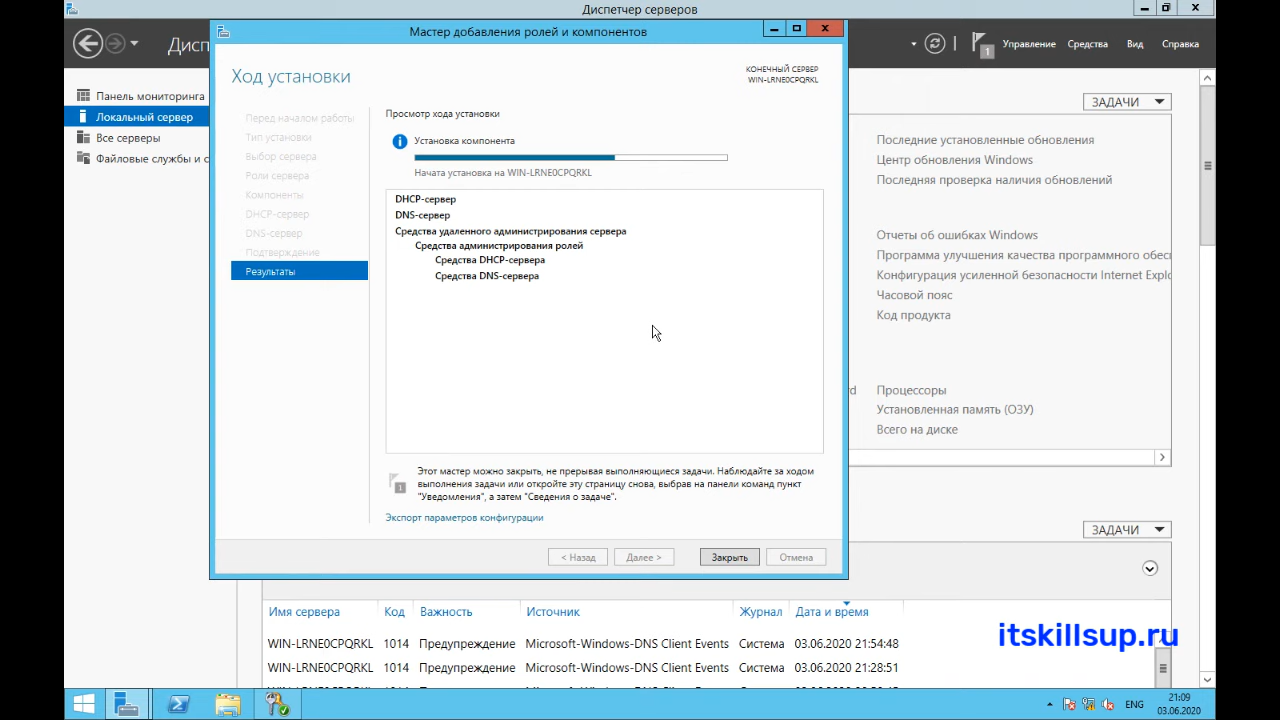 Диспетчер серверов
Мастер добавления ролей и компонентов
Дисп
1
Управление
Средства
Вид
Справка
Панель мониторинга
Локальный сервер
Все серверы
Файловые службы и с
Ход установки
КОНЕЧНЫЙ СЕРВЕР
WIN-LRNE0CPQRKL
Перед началом работы
Тип установки
Выбор сервера
Роли сервера
Компоненты
DHCP-сервер
DNS-сервер
Подтверждение
Результаты
Просмотр хода установки
Установка компонента
Начата установка на WIN-LRNE0CPQRKL
DHCP-сервер
DNS-сервер
Средства удаленного администрирования сервера
Средства администрирования ролей
Средства DHCP-сервера
Средства DNS-сервера
1
Этот мастер можно закрыть, не прерывая выполняющиеся задачи. Наблюдайте за ходом
выполнения задачи или откройте эту страницу снова, выбрав на панели команд пункт
"Уведомления", а затем "Сведения о задаче".
Экспорт параметров конфигурации
< Назад
Далее >
Закрыть
Отмена
ЗАДАЧИ
Последние установленные обновления
Центр обновления Windows
Последняя проверка наличия обновлений
Отчеты об ошибках Windows
Программа улучшения качества программного обесп
Конфигурация усиленной безопасности Internet Explo
Часовой пояс
Код продукта
rd
Процессоры
Установленная память (ОЗУ)
Всего на диске
ЗАДАЧИ
Имя сервера Код Важность Источник Журнал Дата и время
WIN-LRNE0CPQRKL 1014 Предупреждение Microsoft-Windows-DNS Client Events Система 03.06.2020 21:54:48
WIN-LRNE0CPQRKL 1014 Предупреждение Microsoft-Windows-DNS Client Events Система 03.06.2020 21:28:51
itskillsup.ru
ENG
21:09
03.06.2020